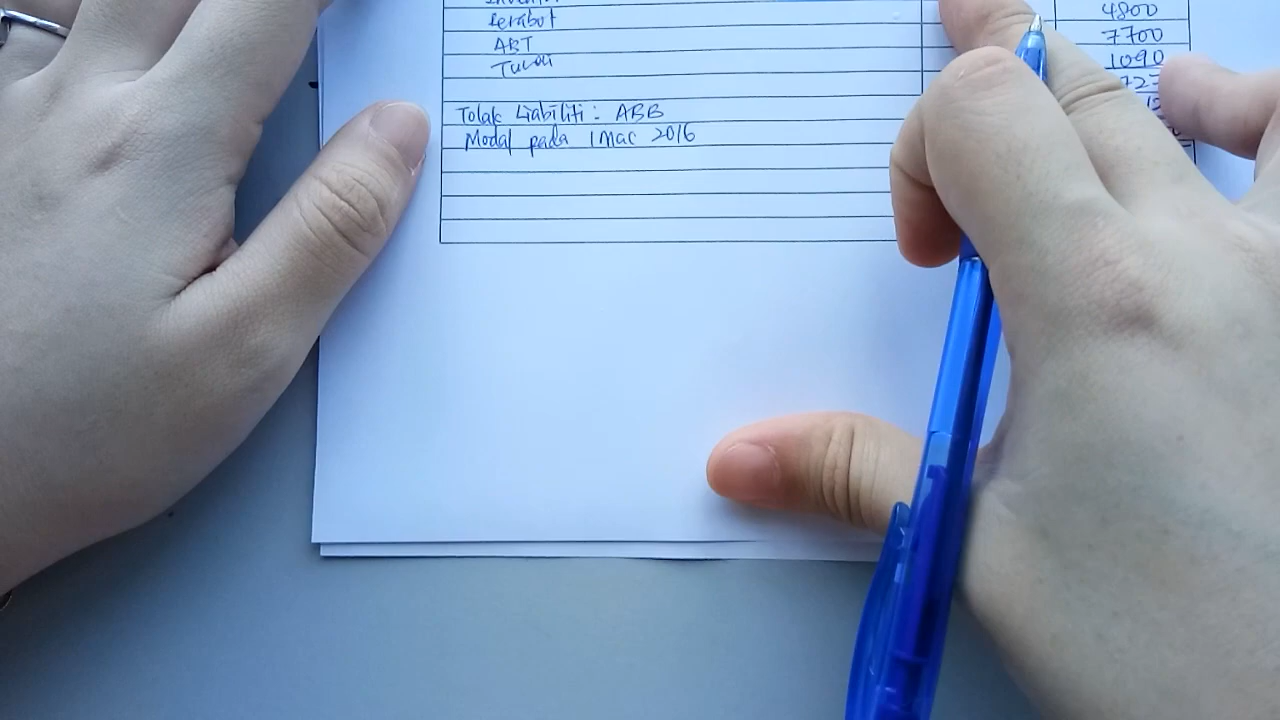 Perabot 4800
ABT 7700
Tunai 1090
Tolak Liabiliti : ABB
Modal pada 1 Mac 2016